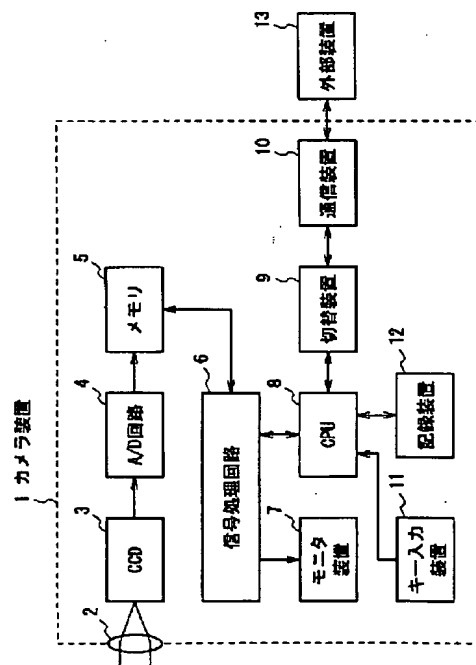 1 カメラ装置
2
3
CCD
4
A/D回路
5
メモリ
6
信号処理回路
7
モニタ
装置
8
CPU
9
切替装置
10
通信装置
13
外部装置
11
キー入力
装置
12
記録装置